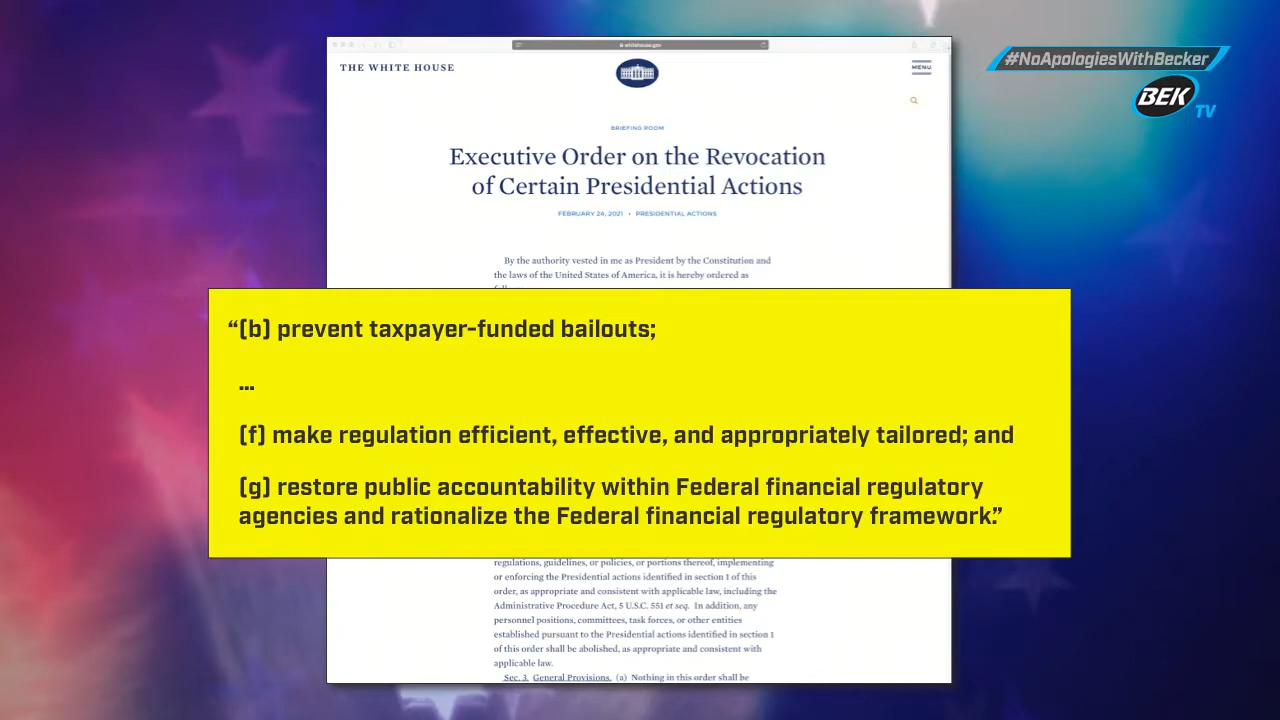 whitehouse.gov
#NoApologiesWithBecker
THE WHITE HOUSE
MENU
BEK TV
BRIEFING ROOM
Executive Order on the Revocation
of Certain Presidential Actions
FEBRUARY 24, 2021 • PRESIDENTIAL ACTIONS
By the authority vested in me as President by the Constitution and
the laws of the United States of America, it is hereby ordered as
“(b) prevent taxpayer-funded bailouts;
...
(f) make regulation efficient, effective, and appropriately tailored; and
(g) restore public accountability within Federal financial regulatory
agencies and rationalize the Federal financial regulatory framework.”
regulations, guidelines, or policies, or portions thereof, implementing
or enforcing the Presidential actions identified in section 1 of this
order, as appropriate and consistent with applicable law, including the
Administrative Procedure Act, 5 U.S.C. 551 et seq. In addition, any
personnel positions, committees, task forces, or other entities
established pursuant to the Presidential actions identified in section 1
of this order shall be abolished, as appropriate and consistent with
applicable law.
Sec. 3. General Provisions. (a) Nothing in this order shall be